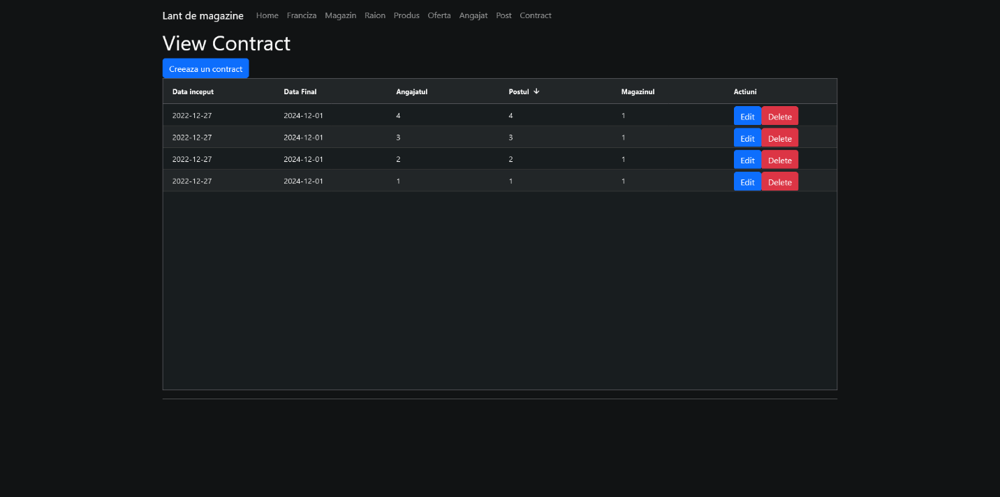 Lant de magazine Home Franciza Magazin Raion Produs Oferta Angajat Post Contract
View Contract
Creeaza un contract
Data inceput Data Final Angajatul Postul ↓ Magazinul Actiuni
2022-12-27 2024-12-01 4 4 1 Edit Delete
2022-12-27 2024-12-01 3 3 1 Edit Delete
2022-12-27 2024-12-01 2 2 1 Edit Delete
2022-12-27 2024-12-01 1 1 1 Edit Delete